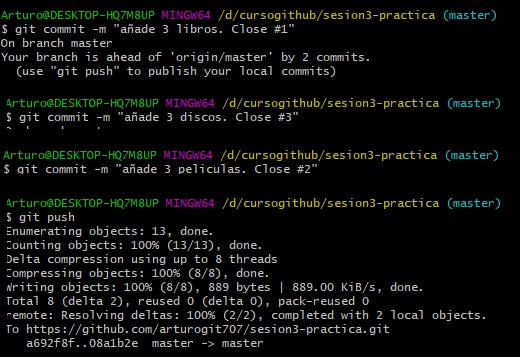 Arturo@DESKTOP-HQ7M8UP MINGW64 /d/cursogithub/sesion3-practica (master)
$ git commit -m "añade 3 libros. Close #1"
On branch master
Your branch is ahead of 'origin/master' by 2 commits.
(use "git push" to publish your local commits)
Arturo@DESKTOP-HQ7M8UP MINGW64 /d/cursogithub/sesion3-practica (master)
$ git commit -m "añade 3 discos. Close #3"
Arturo@DESKTOP-HQ7M8UP MINGW64 /d/cursogithub/sesion3-practica (master)
$ git commit -m "añade 3 peliculas. Close #2"
Arturo@DESKTOP-HQ7M8UP MINGW64 /d/cursogithub/sesion3-practica (master)
$ git push
Enumerating objects: 13, done.
Counting objects: 100% (13/13), done.
Delta compression using up to 8 threads
Compressing objects: 100% (8/8), done.
Writing objects: 100% (8/8), 889 bytes | 889.00 KiB/s, done.
Total 8 (delta 2), reused 0 (delta 0), pack-reused 0
remote: Resolving deltas: 100% (2/2), completed with 2 local objects.
To https://github.com/arturogit707/sesion3-practica.git
a692f8f..08a1b2e master -> master